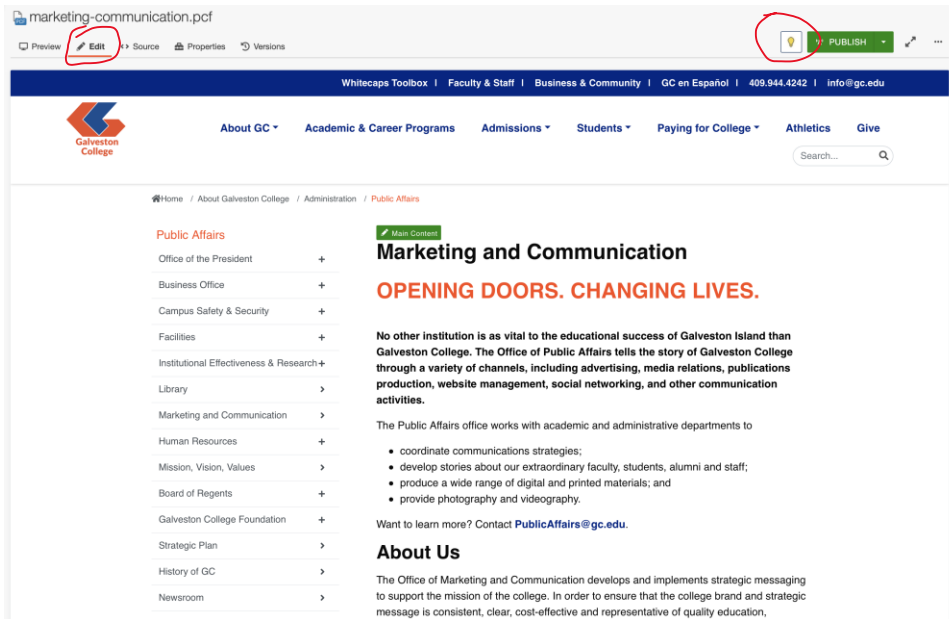 marketing-communication.pcf
Preview Edit Source Properties Versions PUBLISH
Whitecaps Toolbox | Faculty & Staff | Business & Community | GC en Español | 409.944.4242 | info@gc.edu
Galveston
College
About GC Academic & Career Programs Admissions Students Paying for College Athletics Give
Search...
Home / About Galveston College / Administration / Public Affairs
Public Affairs
Office of the President
Business Office
Campus Safety & Security
Facilities
Institutional Effectiveness & Research
Library
Marketing and Communication
Human Resources
Mission, Vision, Values
Board of Regents
Galveston College Foundation
Strategic Plan
History of GC
Newsroom
Main Content
Marketing and Communication
OPENING DOORS. CHANGING LIVES.
No other institution is as vital to the educational success of Galveston Island than
Galveston College. The Office of Public Affairs tells the story of Galveston College
through a variety of channels, including advertising, media relations, publications
production, website management, social networking, and other communication
activities.
The Public Affairs office works with academic and administrative departments to
• coordinate communications strategies;
• develop stories about our extraordinary faculty, students, alumni and staff;
• produce a wide range of digital and printed materials; and
• provide photography and videography.
Want to learn more? Contact PublicAffairs@gc.edu.
About Us
The Office of Marketing and Communication develops and implements strategic messaging
to support the mission of the college. In order to ensure that the college brand and strategic
message is consistent, clear, cost-effective and representative of quality education,